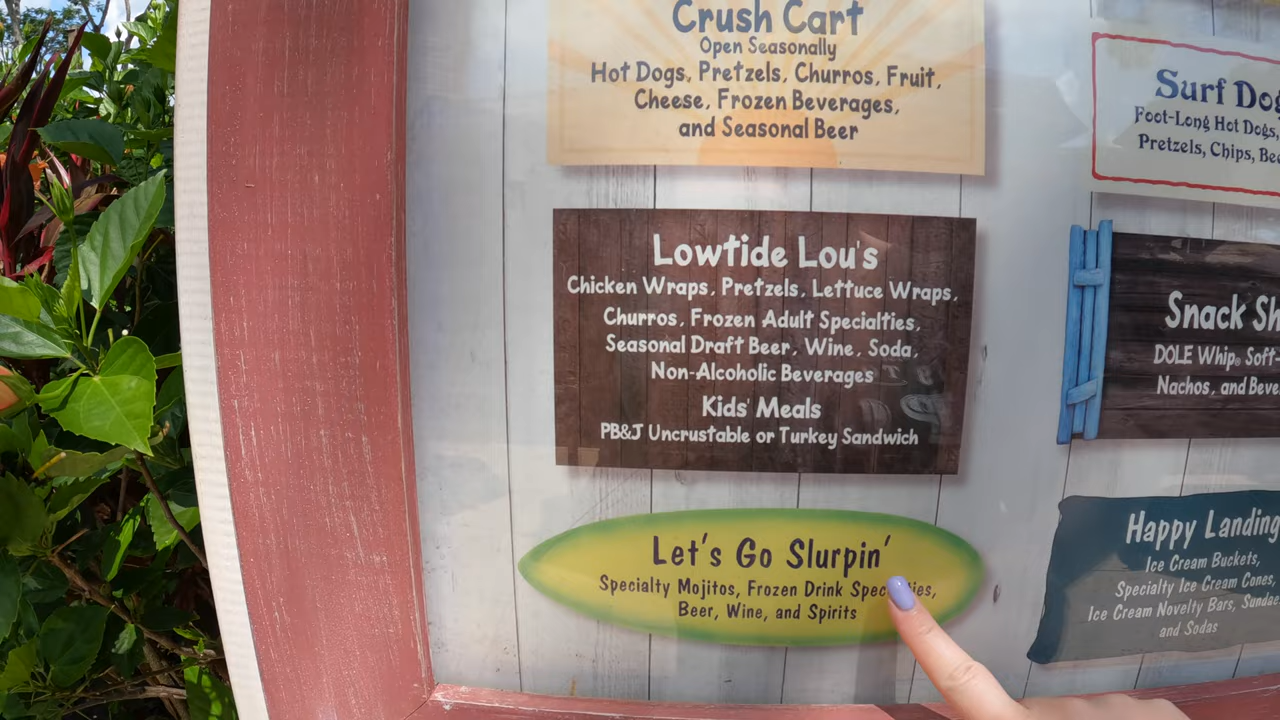 Crush Cart
Open Seasonally
Hot Dogs, Pretzels, Churros, Fruit,
Cheese, Frozen Beverages,
and Seasonal Beer
Lowtide Lou's
Chicken Wraps, Pretzels, Lettuce Wraps,
Churros, Frozen Adult Specialties,
Seasonal Draft Beer, Wine, Soda,
Non-Alcoholic Beverages
Kids' Meals
PB&J Uncrustable or Turkey Sandwich
Let's Go Slurpin'
Specialty Mojitos, Frozen Drink
Beer, Wine, and Spirits
Surf
Foot-Long Hot Dogs,
Pretzels, Chips,
Snack
DOLE Whip®
Nachos, and
Happy
Ice Cream Buckets,
Specialty Ice Cream Cones,
Ice Cream Novelty Bars,
and Sodas